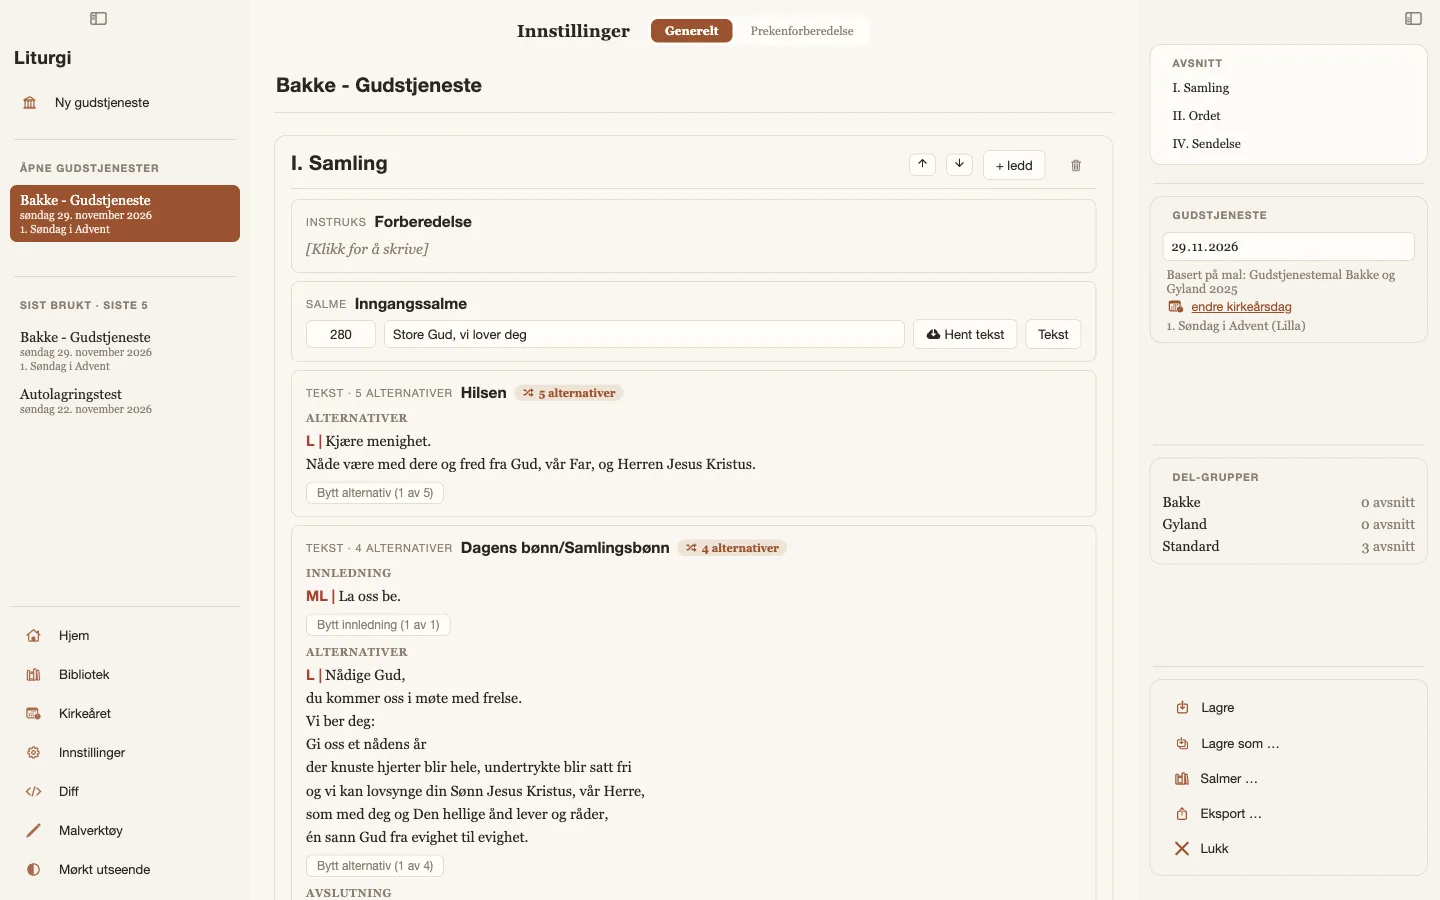 Liturgi
Ny gudstjeneste
ÅPNE GUDSTJENESTER
Bakke - Gudstjeneste
søndag 29. november 2026
1. Søndag i Advent
SIST BRUKT · SISTE 5
Bakke - Gudstjeneste
søndag 29. november 2026
1. Søndag i Advent
Autolagringstest
søndag 22. november 2026
Hjem
Bibliotek
Kirkeåret
Innstillinger
Diff
Malverktøy
Mørkt utseende
Innstillinger Generelt Prekenforberedelse
Bakke - Gudstjeneste
I. Samling + ledd
INSTRUKS Forberedelse
[Klikk for å skrive]
SALME Inngangssalme
280 Store Gud, vi lover deg Hent tekst Tekst
TEKST · 5 ALTERNATIVER Hilsen 5 alternativer
ALTERNATIVER
L | Kjære menighet.
Nåde være med dere og fred fra Gud, vår Far, og Herren Jesus Kristus.
Bytt alternativ (1 av 5)
TEKST · 4 ALTERNATIVER Dagens bønn/Samlingsbønn 4 alternativer
INNLEDNING
ML | La oss be.
Bytt innledning (1 av 1)
ALTERNATIVER
L | Nådige Gud,
du kommer oss i møte med frelse.
Vi ber deg:
Gi oss et nådens år
der knuste hjerter blir hele, undertrykte blir satt fri
og vi kan lovsynge din Sønn Jesus Kristus, vår Herre,
som med deg og Den hellige ånd lever og råder,
én sann Gud fra evighet til evighet.
Bytt alternativ (1 av 4)
AVSLUTNING
AVSNITT
I. Samling
II. Ordet
IV. Sendelse
GUDSTJENESTE
29.11.2026
Basert på mal: Gudstjenestemal Bakke og
Gyland 2025
endre kirkeårsdag
1. Søndag i Advent (Lilla)
DEL-GRUPPER
Bakke 0 avsnitt
Gyland 0 avsnitt
Standard 3 avsnitt
Lagre
Lagre som …
Salmer …
Eksport …
Lukk